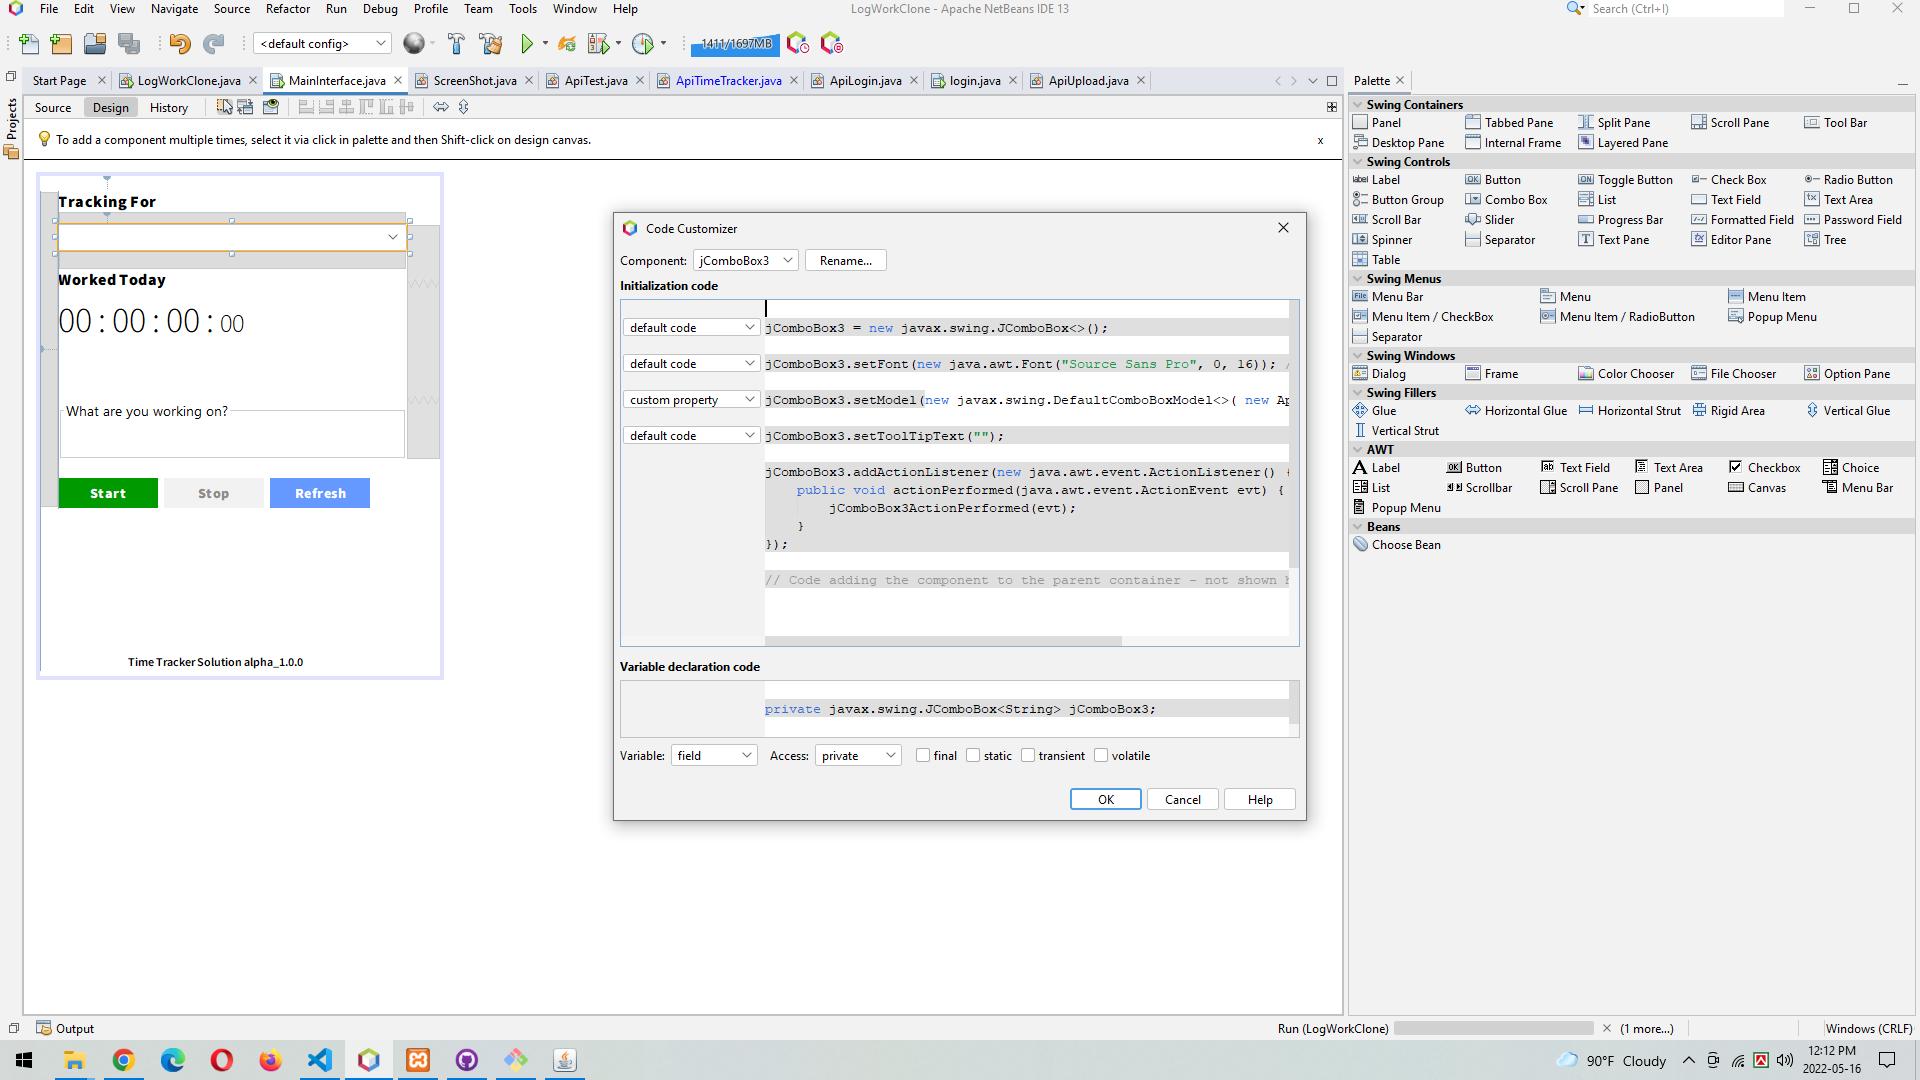 File Edit View Navigate Source Refactor Run Debug Profile Team Tools Window Help
LogWorkClone - Apache NetBeans IDE 13
Search (Ctrl+I)
<default config>
1411/1697MB
Start Page
LogWorkClone.java
MainInterface.java
ScreenShot.java
ApiTest.java
ApiTimeTracker.java
ApiLogin.java
login.java
ApiUpload.java
Palette
Projects
Source Design History
To add a component multiple times, select it via click in palette and then Shift-click on design canvas.
x
Tracking For
Worked Today
00 : 00 : 00 : 00
What are you working on?
Start Stop Refresh
Time Tracker Solution alpha_1.0.0
Code Customizer
Component: jComboBox3 Rename...
Initialization code
default code jComboBox3 = new javax.swing.JComboBox<>();
default code jComboBox3.setFont(new java.awt.Font("Source Sans Pro", 0, 16)); /
custom property jComboBox3.setModel(new javax.swing.DefaultComboBoxModel<>( new Ap
default code jComboBox3.setToolTipText("");
jComboBox3.addActionListener(new java.awt.event.ActionListener() {
public void actionPerformed(java.awt.event.ActionEvent evt) {
jComboBox3ActionPerformed(evt);
}
});
// Code adding the component to the parent container - not shown h
Variable declaration code
private javax.swing.JComboBox<String> jComboBox3;
Variable: field Access: private final static transient volatile
OK Cancel Help
Swing Containers
Panel Tabbed Pane Split Pane Scroll Pane Tool Bar
Desktop Pane Internal Frame Layered Pane
Swing Controls
label Label OK Button ON Toggle Button Check Box Radio Button
Button Group Combo Box List Text Field Text Area
Scroll Bar Slider Progress Bar Formatted Field Password Field
Spinner Separator Text Pane Editor Pane Tree
Table
Swing Menus
File Menu Bar Menu Menu Item
Menu Item / CheckBox Menu Item / RadioButton Popup Menu
Separator
Swing Windows
Dialog Frame Color Chooser File Chooser Option Pane
Swing Fillers
Glue Horizontal Glue Horizontal Strut Rigid Area Vertical Glue
Vertical Strut
AWT
A Label OK Button Text Field Text Area Checkbox Choice
List Scrollbar Scroll Pane Panel Canvas Menu Bar
Popup Menu
Beans
Choose Bean
Output
Run (LogWorkClone)
(1 more...)
Windows (CRLF)
90°F Cloudy
12:12 PM
2022-05-16